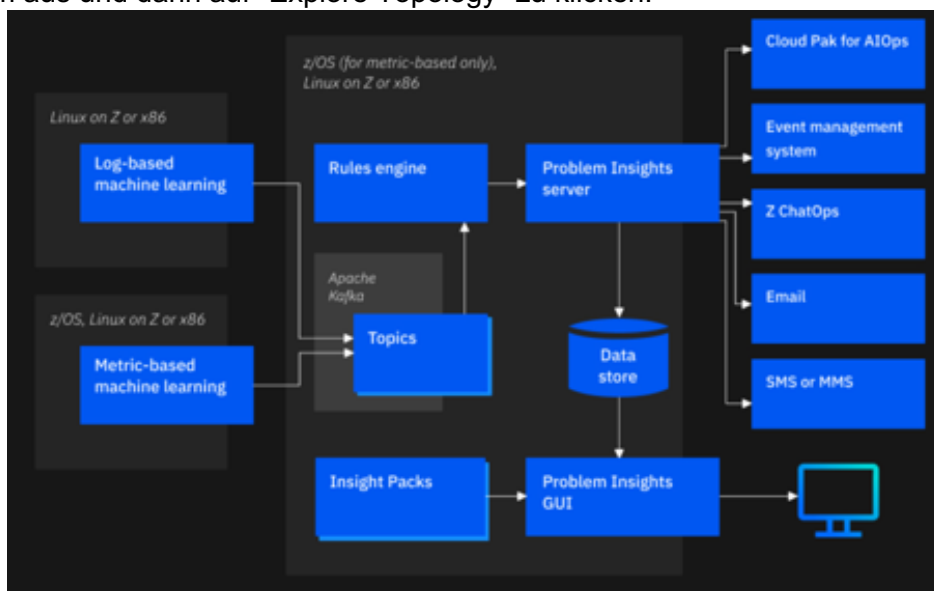 aus und dann auf "Explore Topology" zu klicken.
z/OS (for metric-based only),
Linux on Z or x86
Linux on Z or x86
Log-based
machine learning
Rules engine
Problem Insights
server
Cloud Pak for AIOps
Event management
system
Z ChatOps
Email
SMS or MMS
Apache
Kafka
Topics
z/OS, Linux on Z or x86
Metric-based
machine learning
Data
store
Insight Packs
Problem Insights
GUI